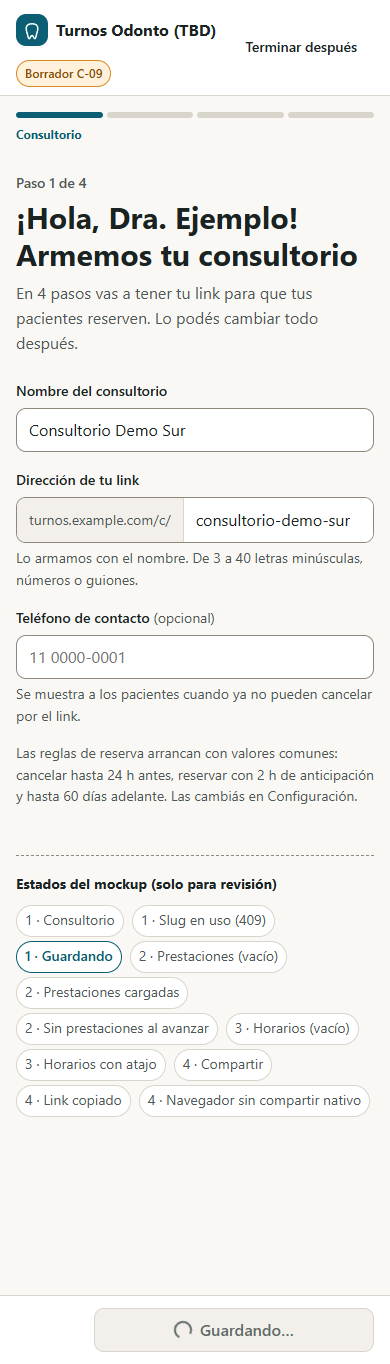 Turnos Odonto (TBD)
Terminar después
Borrador C-09
Consultorio
Paso 1 de 4
¡Hola, Dra. Ejemplo!
Armemos tu consultorio
En 4 pasos vas a tener tu link para que tus
pacientes reserven. Lo podés cambiar todo
después.
Nombre del consultorio
Consultorio Demo Sur
Dirección de tu link
turnos.example.com/c/ consultorio-demo-sur
Lo armamos con el nombre. De 3 a 40 letras minúsculas,
números o guiones.
Teléfono de contacto (opcional)
11 0000-0001
Se muestra a los pacientes cuando ya no pueden cancelar
por el link.
Las reglas de reserva arrancan con valores comunes:
cancelar hasta 24 h antes, reservar con 2 h de anticipación
y hasta 60 días adelante. Las cambiás en Configuración.
Estados del mockup (solo para revisión)
1 · Consultorio 1 · Slug en uso (409)
1 · Guardando 2 · Prestaciones (vacío)
2 · Prestaciones cargadas
2 · Sin prestaciones al avanzar 3 · Horarios (vacío)
3 · Horarios con atajo 4 · Compartir
4 · Link copiado 4 · Navegador sin compartir nativo
Guardando…